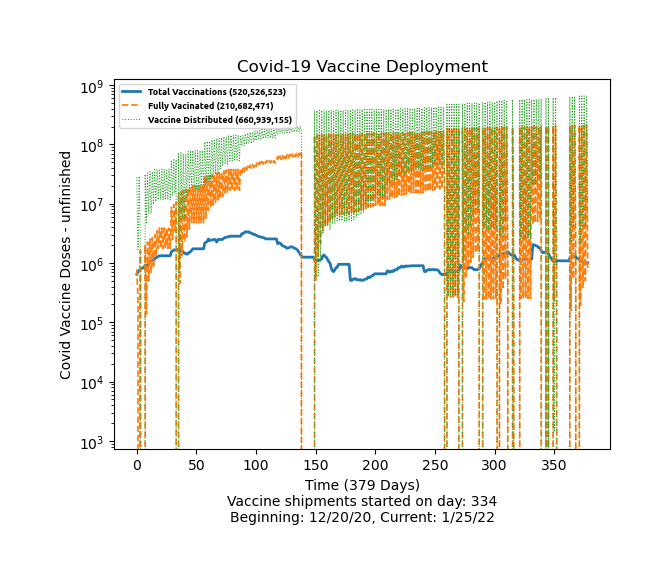 Covid-19 Vaccine Deployment
Total Vaccinations (520,526,523)
Fully Vacinated (210,682,471)
Vaccine Distributed (660,939,155)
Covid Vaccine Doses - unfinished
10⁹
10⁸
10⁷
10⁶
10⁵
10⁴
10³
0 50 100 150 200 250 300 350
Time (379 Days)
Vaccine shipments started on day: 334
Beginning: 12/20/20, Current: 1/25/22